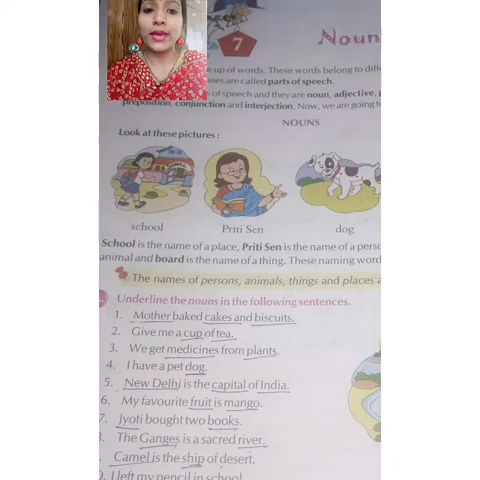 7
Noun
e up of words. These words belong to diffe
ses are called parts of speech.
of speech and they are noun, adjective,
preposition, conjunction and interjection. Now, we are going to
NOUNS
Look at these pictures :
school Priti Sen dog
School is the name of a place, Priti Sen is the name of a perso
animal and board is the name of a thing. These naming word
The names of persons, animals, things and places a
Underline the nouns in the following sentences.
1. Mother baked cakes and biscuits.
2. Give me a cup of tea.
3. We get medicines from plants.
4. I have a pet dog.
5. New Delhi is the capital of India.
6. My favourite fruit is mango.
7. Jyoti bought two books.
8. The Ganges is a sacred river.
Camel is the ship of desert.
0. I left my pencil in school.